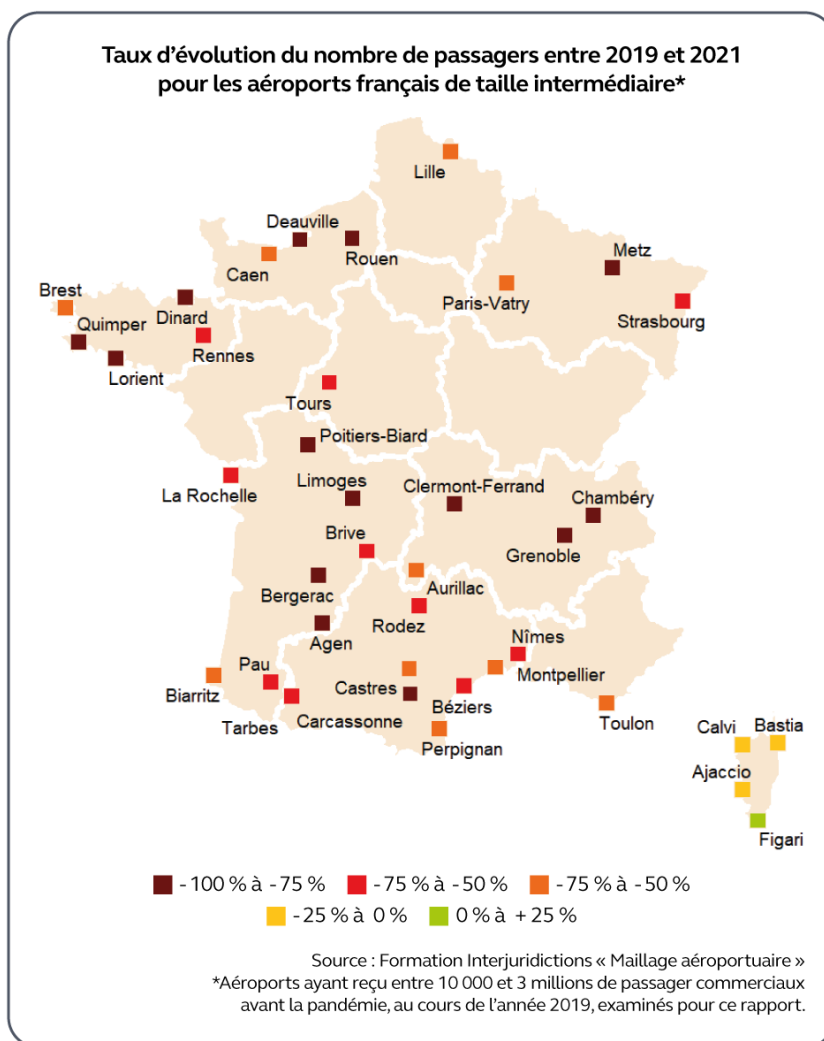 Taux d’évolution du nombre de passagers entre 2019 et 2021
pour les aéroports français de taille intermédiaire*
Lille
Deauville
Rouen
Caen
Metz
Paris-Vatry
Strasbourg
Brest
Quimper
Dinard
Rennes
Lorient
Tours
Poitiers-Biard
La Rochelle
Limoges
Clermont-Ferrand
Chambéry
Grenoble
Brive
Aurillac
Bergerac
Rodez
Agen
Nîmes
Montpellier
Pau
Castres
Béziers
Biarritz
Tarbes
Carcassonne
Perpignan
Toulon
Calvi
Bastia
Ajaccio
Figari
-100 % à -75 % -75 % à -50 % -75 % à -50 %
-25 % à 0 % 0 % à +25 %
Source : Formation Interjuridictions « Maillage aéroportuaire »
*Aéroports ayant reçu entre 10 000 et 3 millions de passager commerciaux
avant la pandémie, au cours de l’année 2019, examinés pour ce rapport.